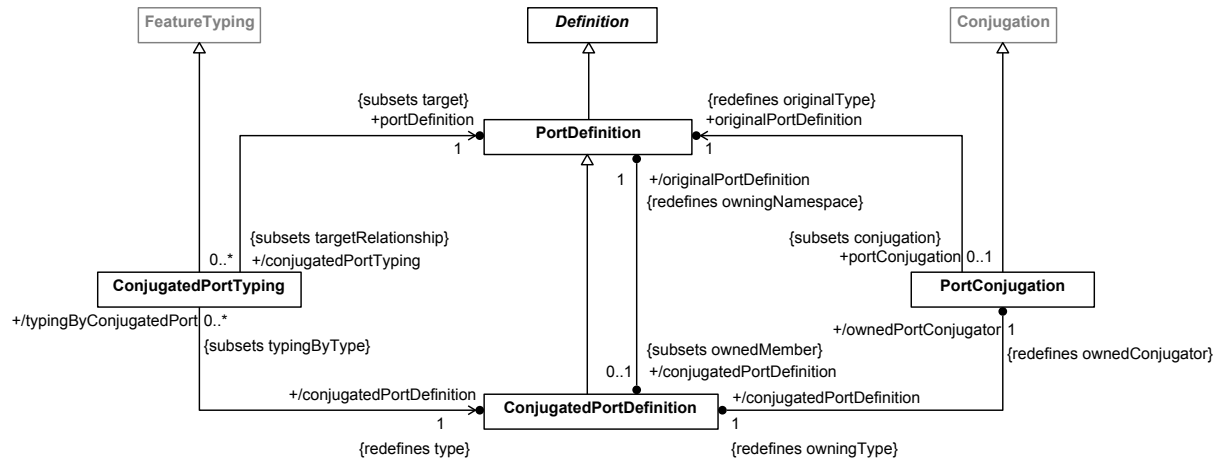 FeatureTyping
Definition
Conjugation
{subsets target}
+portDefinition
1
PortDefinition
{redefines originalType}
+originalPortDefinition
1
1
+/originalPortDefinition
{redefines owningNamespace}
{subsets targetRelationship}
0..*
+/conjugatedPortTyping
{subsets conjugation}
+portConjugation
0..1
ConjugatedPortTyping
PortConjugation
+/typingByConjugatedPort
0..*
{subsets typingByType}
+/ownedPortConjugator
1
{redefines ownedConjugator}
{subsets ownedMember}
0..1
+/conjugatedPortDefinition
+/conjugatedPortDefinition
1
{redefines type}
ConjugatedPortDefinition
+/conjugatedPortDefinition
1
{redefines owningType}